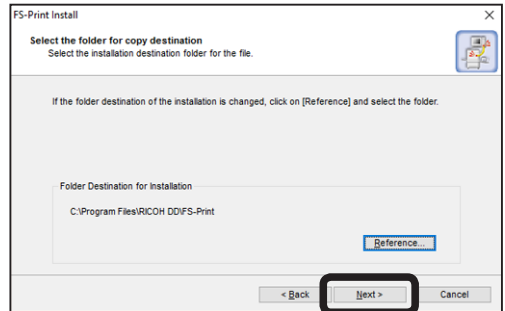 FS-Print Install
Select the folder for copy destination
Select the installation destination folder for the file.
If the folder destination of the installation is changed, click on [Reference] and select the folder.
Folder Destination for Installation
C:\Program Files\RICOH DD\FS-Print
Reference...
< Back Next > Cancel